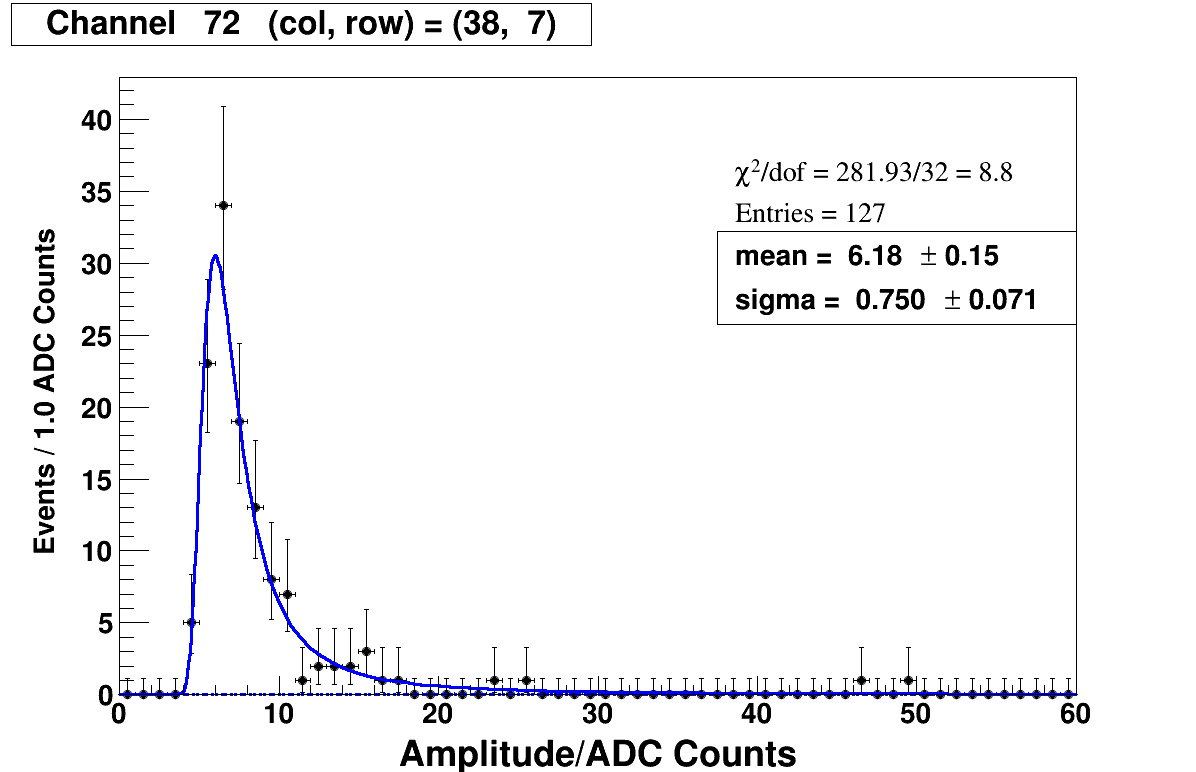 Channel 72 (col, row) = (38, 7)
χ²/dof = 281.93/32 = 8.8
Entries = 127
mean = 6.18 ± 0.15
sigma = 0.750 ± 0.071
Events / 1.0 ADC Counts
40
35
30
25
20
15
10
5
0
0 10 20 30 40 50 60
Amplitude/ADC Counts